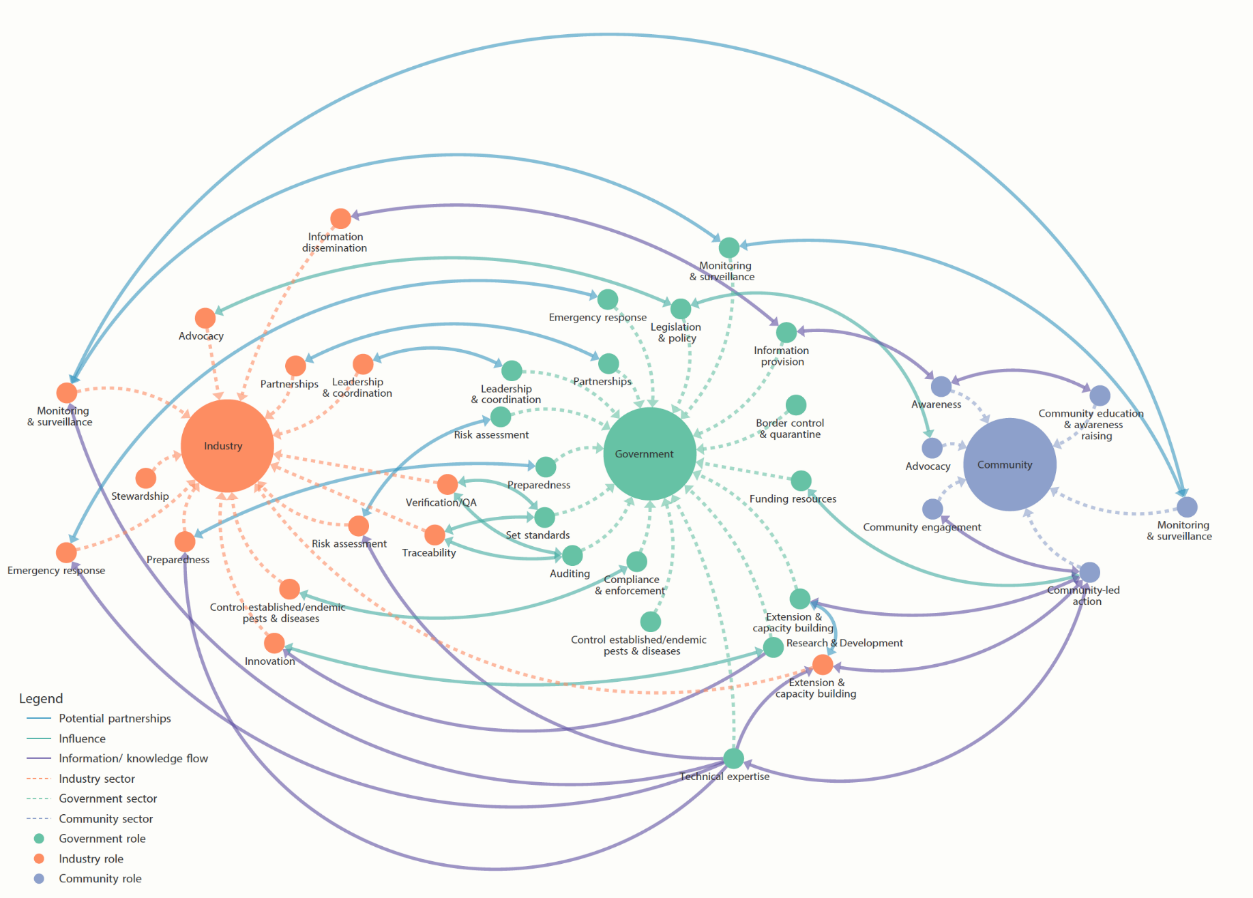 Information
dissemination
Monitoring
& surveillance
Emergency response
Legislation
& policy
Advocacy
Information
provision
Partnerships
Leadership
& coordination
Leadership
& coordination
Partnerships
Awareness
Community education
& awareness
raising
Monitoring
& surveillance
Risk assessment
Border control
& quarantine
Industry
Government
Community
Advocacy
Stewardship
Preparedness
Verification/QA
Funding resources
Community engagement
Monitoring
& surveillance
Set standards
Risk assessment
Traceability
Preparedness
Emergency response
Auditing
Compliance
& enforcement
Community-led
action
Control established/endemic
pests & diseases
Extension &
capacity building
Control established/endemic
pests & diseases
Research & Development
Innovation
Extension &
capacity building
Technical expertise
Legend
Potential partnerships
Influence
Information/ knowledge flow
Industry sector
Government sector
Community sector
Government role
Industry role
Community role